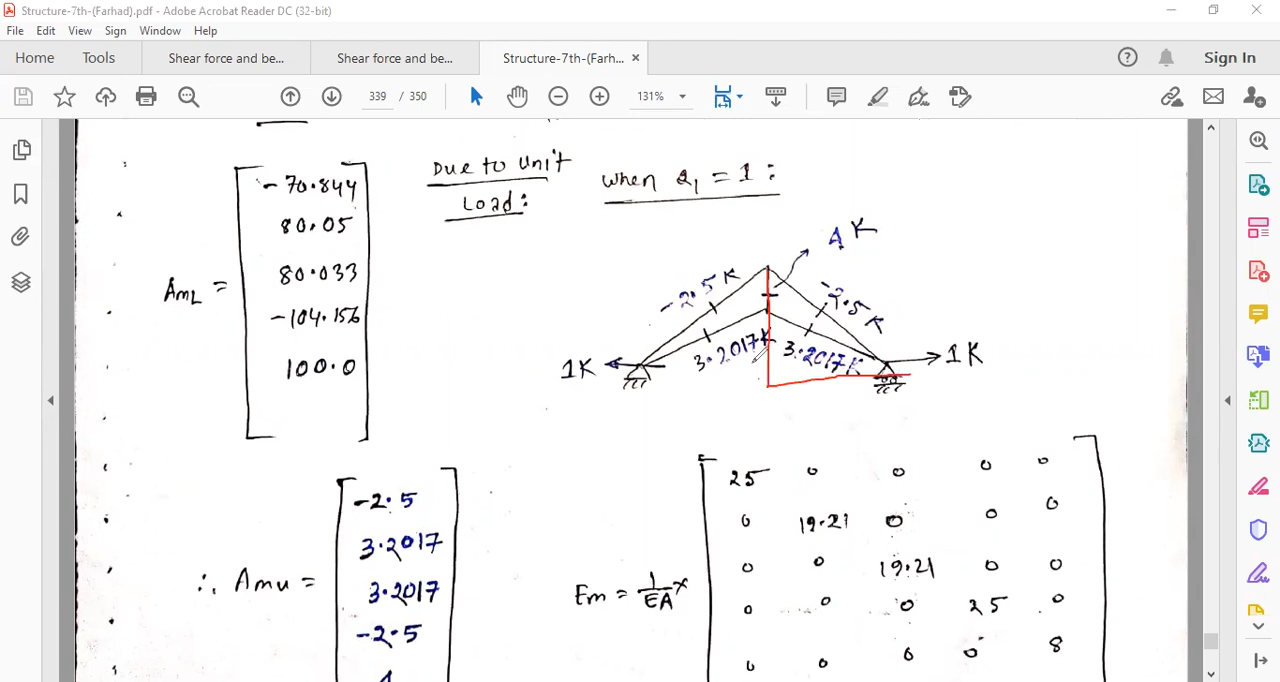 Structure-7th-(Farhad).pdf - Adobe Acrobat Reader DC (32-bit)
File Edit View Sign Window Help
Home Tools Shear force and be... Shear force and be... Structure-7th-(Farh... × Sign In
339 / 350 131%
Due to Unit
Load:
When Q1 = 1:
AmL =
-70.844
80.05
80.033
-104.156
100.0
4 K
-2.5 K
-2.5 K
3.2017K
3.2017K
1K
1K
∴ Amu =
-2.5
3.2017
3.2017
-2.5
4
Em = 1/EA ×
25 0 0 0 0
0 19.21 0 0 0
0 0 19.21 0 0
0 0 0 25 0
0 0 0 0 8